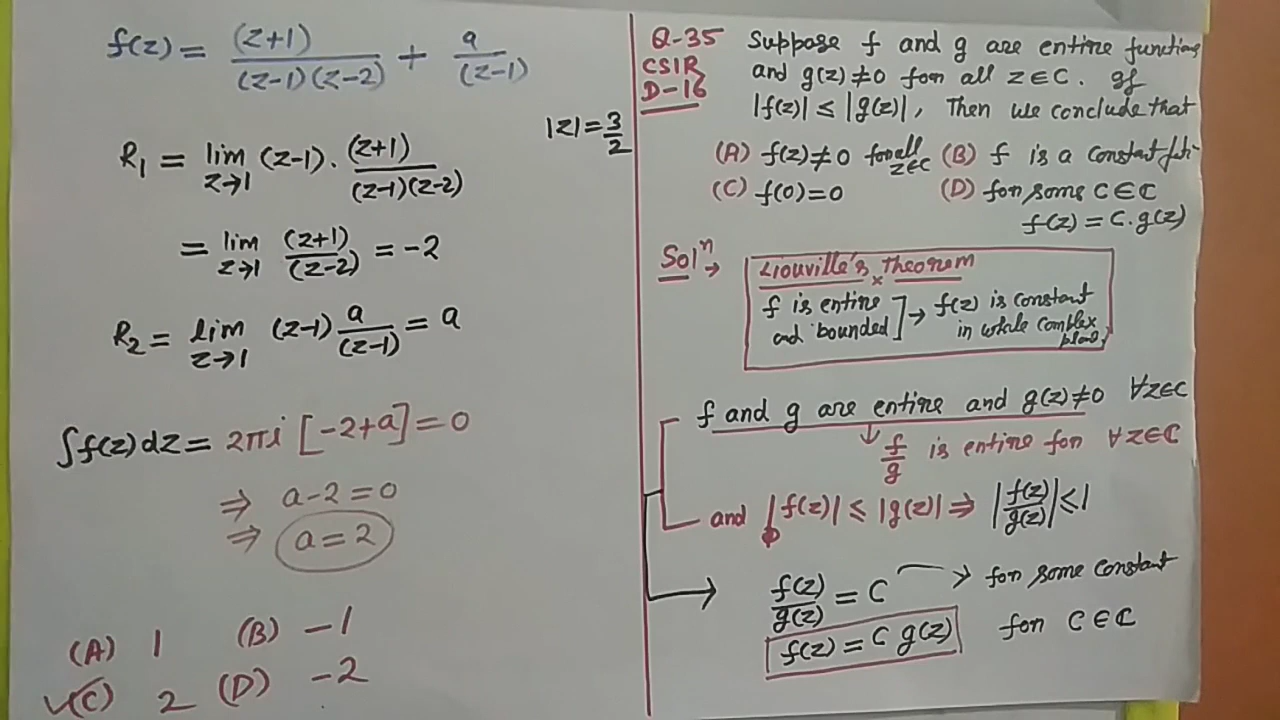 f(z) = (z+1)/((z-1)(z-2)) + a/(z-1)
|z| = 3/2
R₁ = lim z→1 (z-1) · (z+1)/((z-1)(z-2))
= lim z→1 (z+1)/(z-2) = -2
R₂ = lim z→1 (z-1) a/(z-1) = a
∫f(z)dz = 2πi [-2+a] = 0
⇒ a-2 = 0
⇒ a = 2
(A) 1 (B) -1
✓(C) 2 (D) -2
Q-35 Suppose f and g are entire functions
CSIR and g(z) ≠ 0 for all z∈C. If
D-16 |f(z)| ≤ |g(z)|, Then we conclude that
(A) f(z) ≠ 0 for all z∈C (B) f is a constant
(C) f(0) = 0 (D) for some C∈ℂ
f(z) = C.g(z)
Solⁿ →
Liouville's Theorem
f is entire ] → f(z) is constant
and bounded in whole complex
f and g are entire and g(z) ≠ 0 ∀z∈C
↓ f/g is entire for ∀z∈ℂ
and |f(z)| ≤ |g(z)| ⇒ |f(z)/g(z)| ≤ 1
→ f(z)/g(z) = C → for some constant
f(z) = C g(z) for C∈ℂ